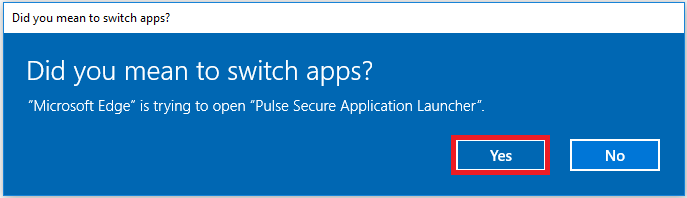 Did you mean to switch apps?
Did you mean to switch apps?
"Microsoft Edge" is trying to open "Pulse Secure Application Launcher".
Yes
No